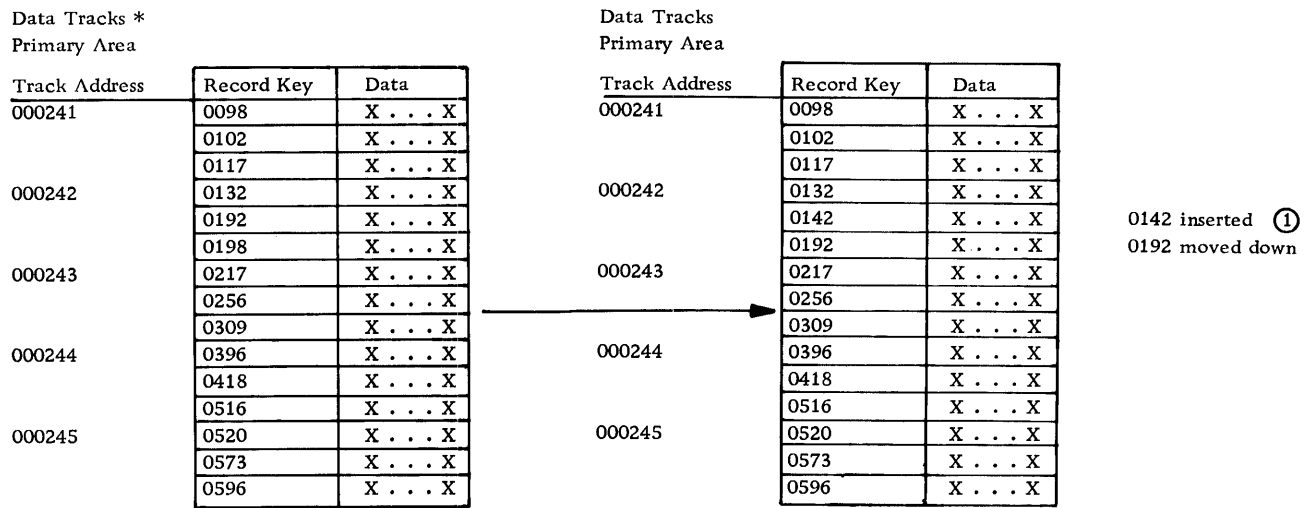 Data Tracks *
Primary Area
Track Address Record Key Data
000241 0098 X . . . X
0102 X . . . X
0117 X . . . X
000242 0132 X . . . X
0192 X . . . X
0198 X . . . X
000243 0217 X . . . X
0256 X . . . X
0309 X . . . X
000244 0396 X . . . X
0418 X . . . X
0516 X . . . X
000245 0520 X . . . X
0573 X . . . X
0596 X . . . X
Data Tracks
Primary Area
Track Address Record Key Data
000241 0098 X . . . X
0102 X . . . X
0117 X . . . X
000242 0132 X . . . X
0142 X . . . X
0192 X . . . X
000243 0217 X . . . X
0256 X . . . X
0309 X . . . X
000244 0396 X . . . X
0418 X . . . X
0516 X . . . X
000245 0520 X . . . X
0573 X . . . X
0596 X . . . X
0142 inserted ①
0192 moved down